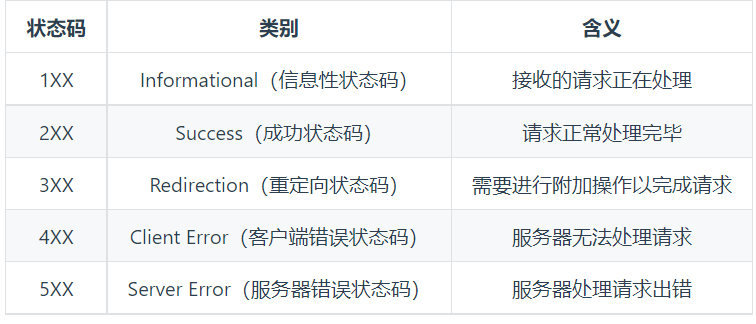 状态码 类别 含义
1XX Informational（信息性状态码） 接收的请求正在处理
2XX Success（成功状态码） 请求正常处理完毕
3XX Redirection（重定向状态码） 需要进行附加操作以完成请求
4XX Client Error（客户端错误状态码） 服务器无法处理请求
5XX Server Error（服务器错误状态码） 服务器处理请求出错